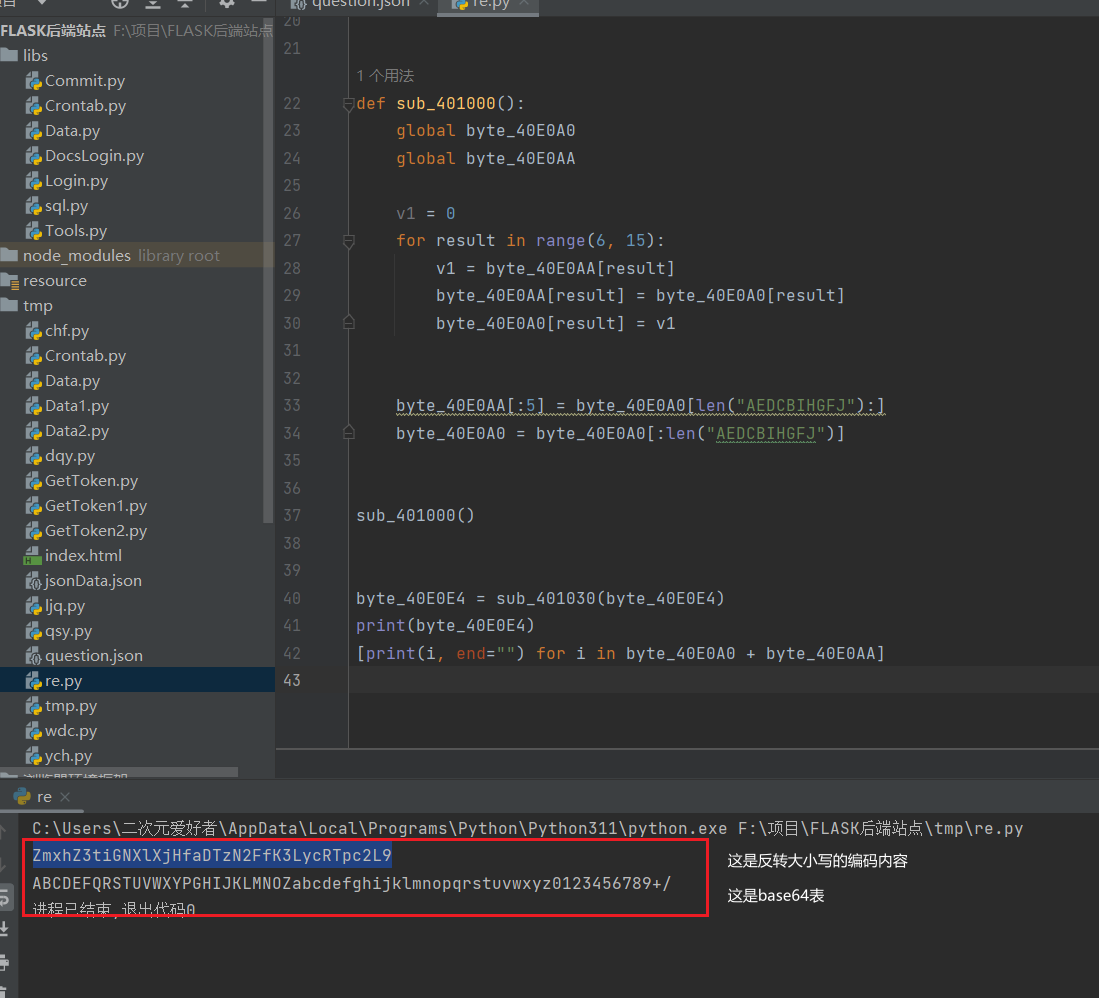 项目
question.json
re.py
FLASK后端站点 F:\项目\FLASK后端站点
libs
Commit.py
Crontab.py
Data.py
DocsLogin.py
Login.py
sql.py
Tools.py
node_modules library root
resource
tmp
chf.py
Crontab.py
Data.py
Data1.py
Data2.py
dqy.py
GetToken.py
GetToken1.py
GetToken2.py
index.html
jsonData.json
ljq.py
qsy.py
question.json
re.py
tmp.py
wdc.py
ych.py
20
21
1 个用法
22 def sub_401000():
23 global byte_40E0A0
24 global byte_40E0AA
25
26 v1 = 0
27 for result in range(6, 15):
28 v1 = byte_40E0AA[result]
29 byte_40E0AA[result] = byte_40E0A0[result]
30 byte_40E0A0[result] = v1
31
32
33 byte_40E0AA[:5] = byte_40E0A0[len("AEDCBIHGFJ"):]
34 byte_40E0A0 = byte_40E0A0[:len("AEDCBIHGFJ")]
35
36
37 sub_401000()
38
39
40 byte_40E0E4 = sub_401030(byte_40E0E4)
41 print(byte_40E0E4)
42 [print(i, end="") for i in byte_40E0A0 + byte_40E0AA]
43
re
C:\Users\二次元爱好者\AppData\Local\Programs\Python\Python311\python.exe F:\项目\FLASK后端站点\tmp\re.py
ZmxhZ3tiGNXlXjHfaDTzN2FfK3LycRTpc2L9
这是反转大小写的编码内容
ABCDEFQRSTUVWXYPGHIJKLMNOZabcdefghijklmnopqrstuvwxyz0123456789+/
这是base64表
进程已结束,退出代码0